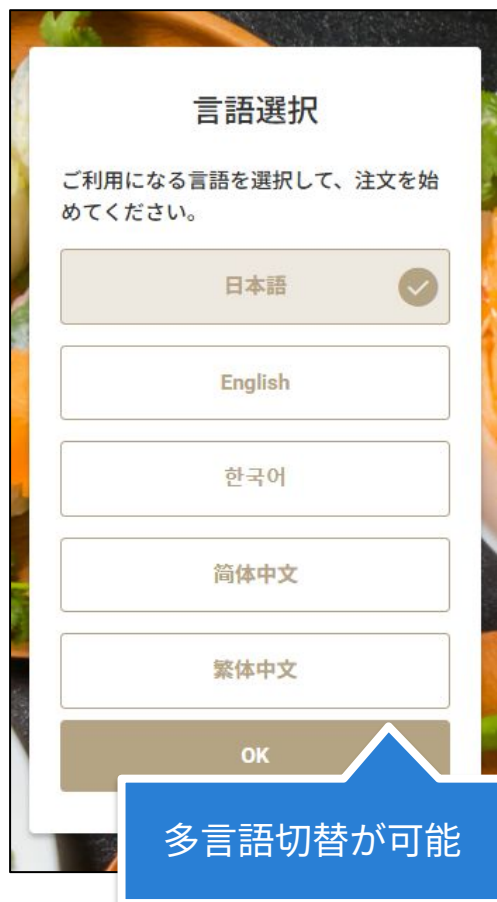 言語選択
ご利用になる言語を選択して、注文を始
めてください。
日本語
English
한국어
简体中文
繁体中文
OK
多言語切替が可能